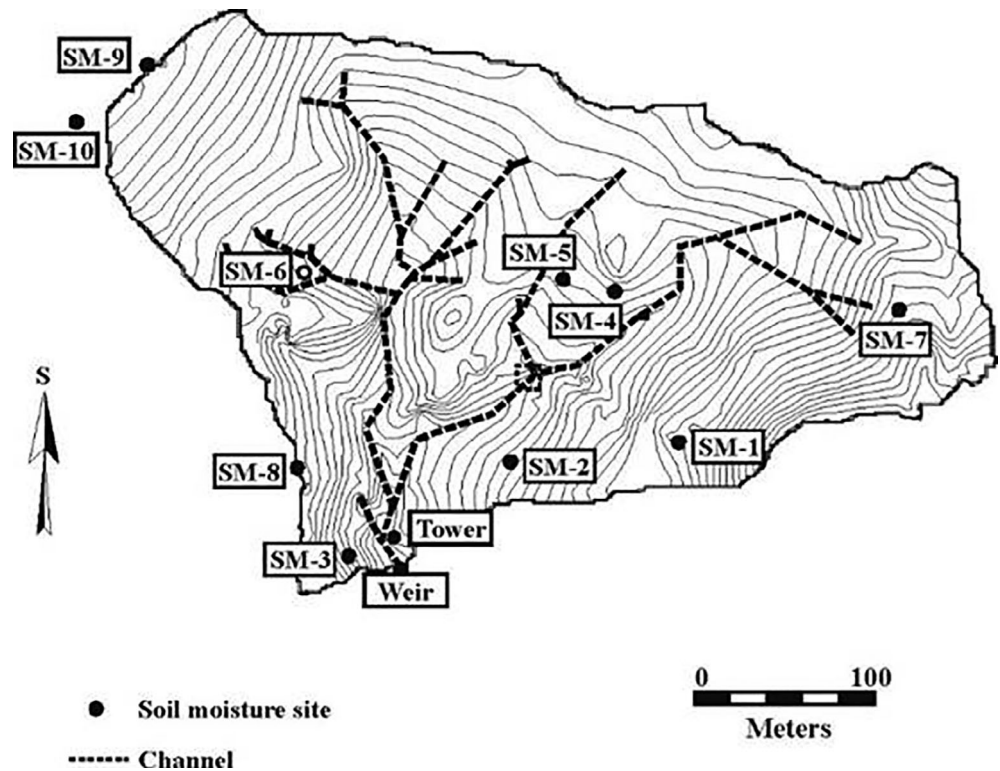 SM-9
SM-10
SM-5
SM-6
SM-4
SM-7
S
SM-1
SM-2
SM-8
Tower
SM-3
Weir
0 100
Meters
Soil moisture site
Channel